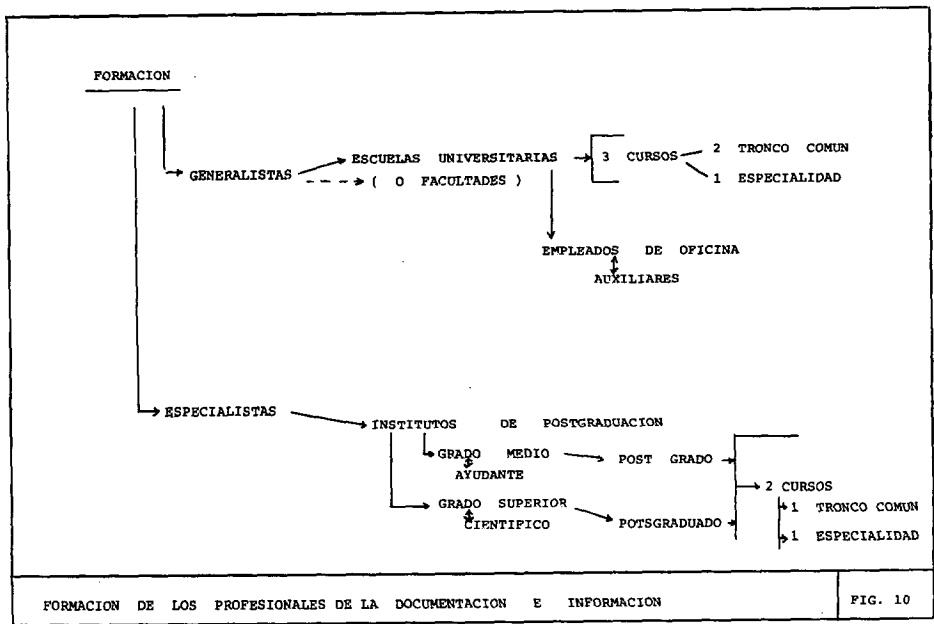 FORMACION
GENERALISTAS
ESCUELAS UNIVERSITARIAS
( O FACULTADES )
3 CURSOS
2 TRONCO COMUN
1 ESPECIALIDAD
EMPLEADOS DE OFICINA
AUXILIARES
ESPECIALISTAS
INSTITUTOS DE POSTGRADUACION
GRADO MEDIO
AYUDANTE
POST GRADO
GRADO SUPERIOR
CIENTIFICO
POTSGRADUADO
2 CURSOS
1 TRONCO COMUN
1 ESPECIALIDAD
FORMACION DE LOS PROFESIONALES DE LA DOCUMENTACION E INFORMACION
FIG. 10